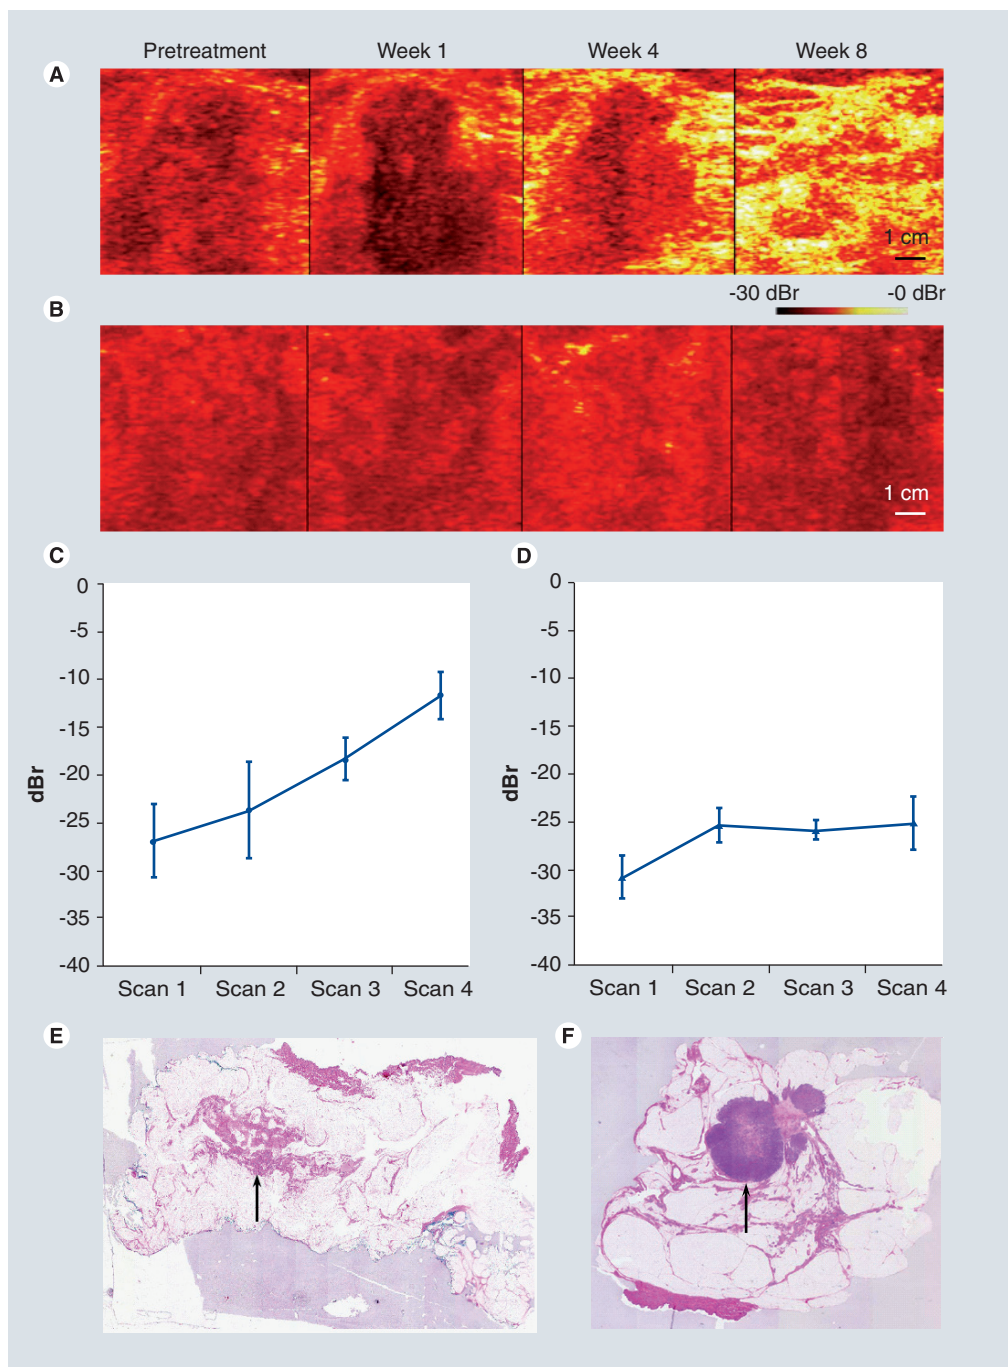 Pretreatment Week 1 Week 4 Week 8
A
1 cm
-30 dBr -0 dBr
B
1 cm
C
0
-5
-10
-15
-20
-25
-30
-35
-40
dBr
Scan 1 Scan 2 Scan 3 Scan 4
D
0
-5
-10
-15
-20
-25
-30
-35
-40
dBr
Scan 1 Scan 2 Scan 3 Scan 4
E
F